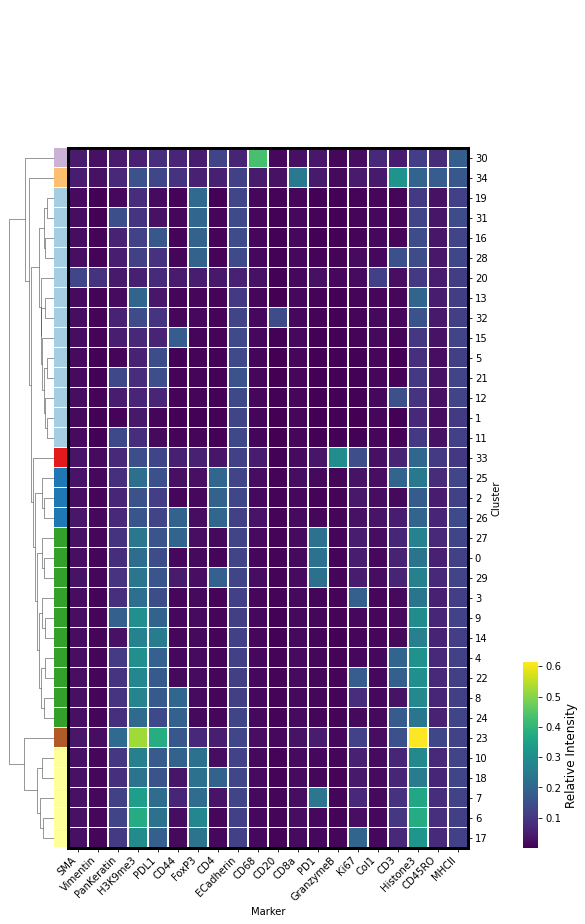 30
34
19
31
16
28
20
13
32
15
5
21
12
1
11
33
25
2
26
27
0
29
3
9
14
4
22
8
24
23
10
18
7
6
17
Cluster
0.6
0.5
0.4
0.3
0.2
0.1
Relative Intensity
SMA
Vimentin
PanKeratin
H3K9me3
PDL1
CD44
FoxP3
CD4
ECadherin
CD68
CD20
CD8a
PD1
GranzymeB
Ki67
Col1
CD3
Histone3
CD45RO
MHCII
Marker